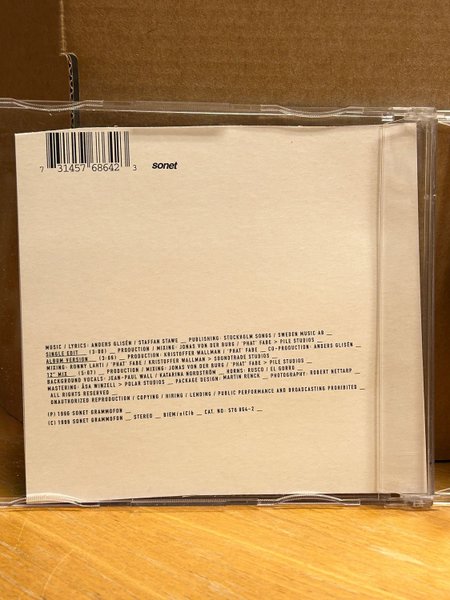 7 31457 68642 3
sonet
MUSIC / LYRICS: ANDERS GLISÉN / STAFFAN STAWE __ PUBLISHING: STOCKHOLM SONGS / SWEDEN MUSIC AB __
SINGLE EDIT __ (3:08) __ PRODUCTION / MIXING: JONAS VON DER BURG / 'PHAT' FABE > PILE STUDIOS __
ALBUM VERSION __ (3:06) __ PRODUCTION: KRISTOFFER WALLMAN / 'PHAT' FABE __ CO-PRODUCTION: ANDERS GLISÉN __
MIXING: RONNY LAHTI / 'PHAT' FABE / KRISTOFFER WALLMAN > SOUNDTRADE STUDIOS __
12" MIX __ (5:07) __ PRODUCTION / MIXING: JONAS VON DER BURG / 'PHAT' FABE > PILE STUDIOS __
BACKGROUND VOCALS: JEAN-PAUL WALL / KATARINA NORDSTRÖM __ HORNS: RUSCO / EL GORRO __
MASTERING: ÅSA WINZELL > POLAR STUDIOS __ PACKAGE DESIGN: MARTIN RENCK __ PHOTOGRAPHY: ROBERT NETTARP __
ALL RIGHTS RESERVED __
UNAUTHORIZED REPRODUCTION / COPYING / HIRING / LENDING / PUBLIC PERFORMANCE AND BROADCASTING PROHIBITED __
(P) SONET GRAMMOFON __
(C) SONET GRAMMOFON __ STEREO __ BIEM/n©b __ CAT. NO: 576 864-2 __